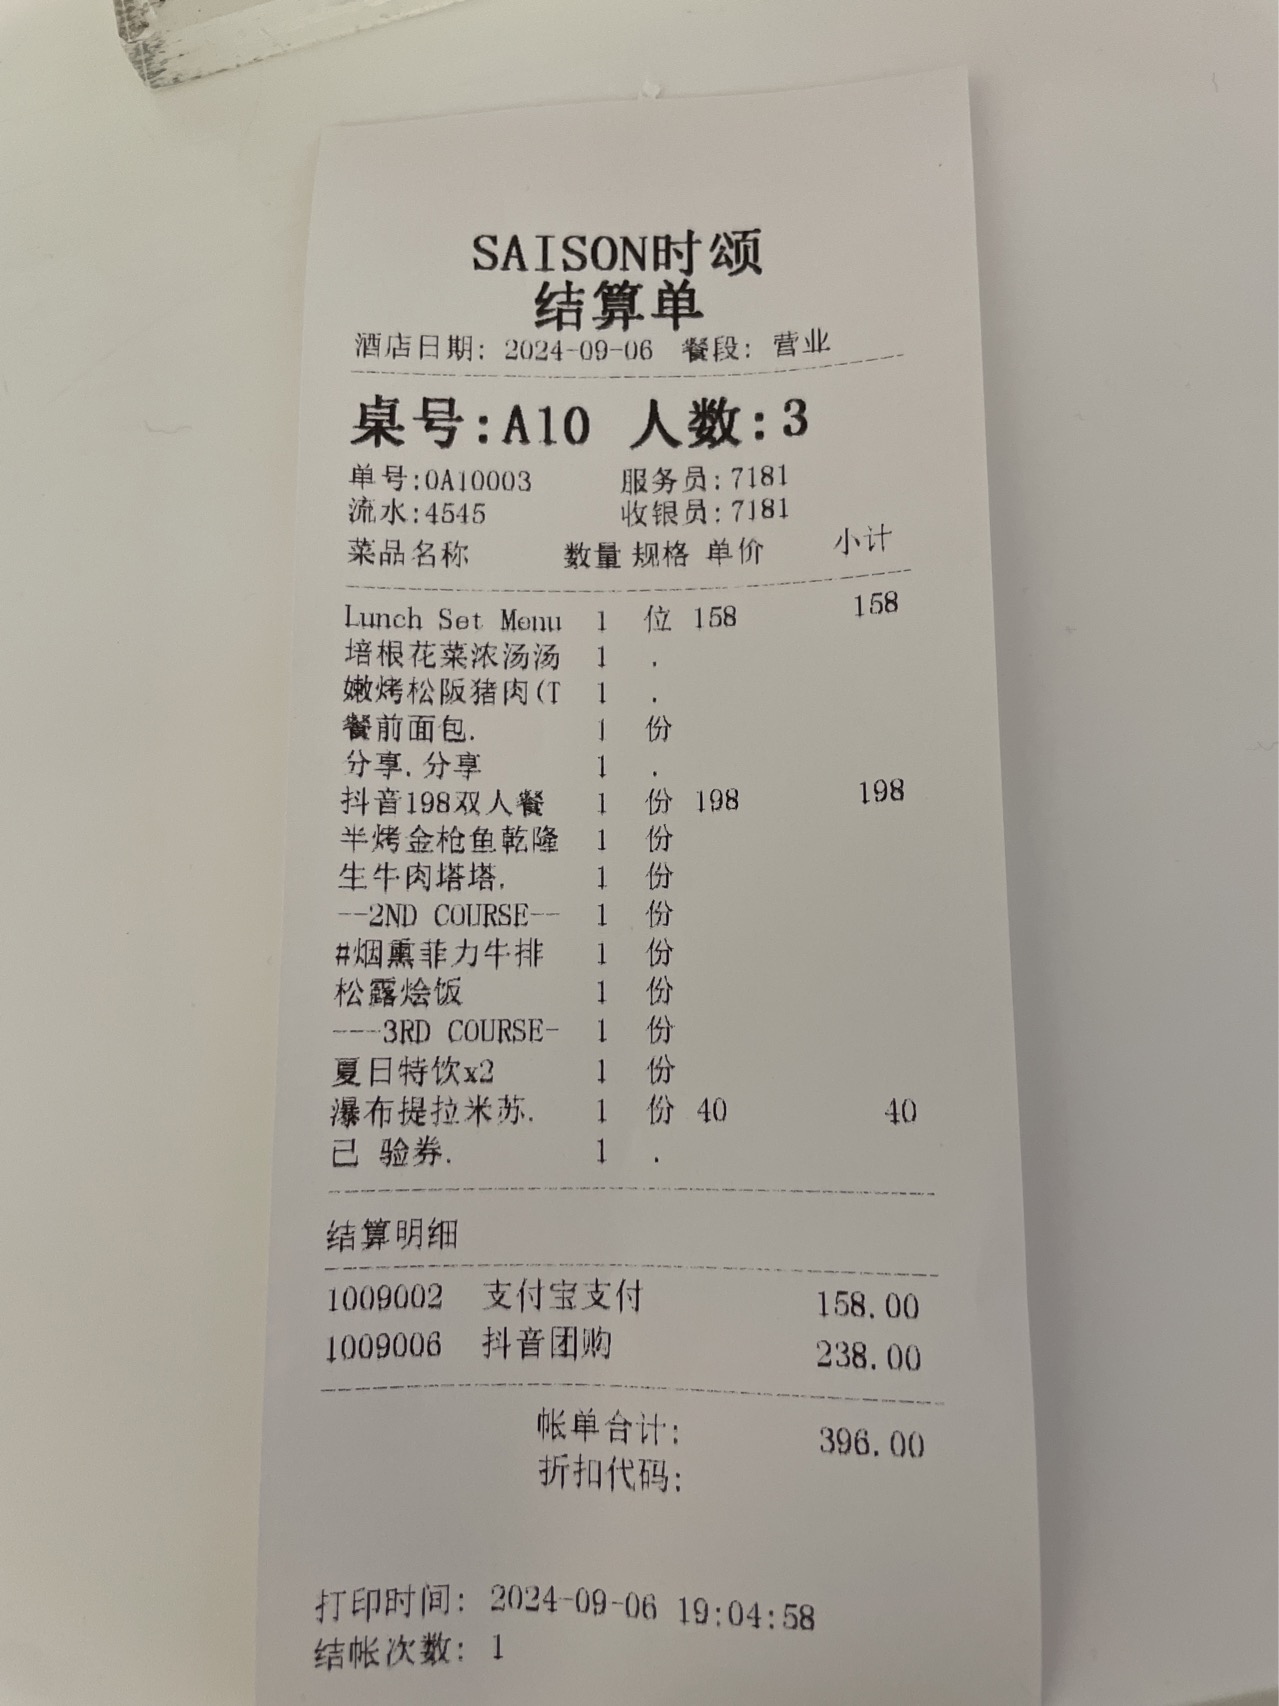 SAISON时颂
结算单
酒店日期: 2024-09-06 餐段: 营业
桌号:A10 人数:3
单号:0A10003 服务员:7181
流水:4545 收银员:7181
菜品名称 数量 规格 单价 小计
Lunch Set Menu 1 位 158 158
培根花菜浓汤汤 1 .
嫩烤松阪猪肉(T 1 .
餐前面包. 1 份
分享.分享 1 .
抖音198双人餐 1 份 198 198
半烤金枪鱼乾隆 1 份
生牛肉塔塔. 1 份
--2ND COURSE-- 1 份
#烟熏菲力牛排 1 份
松露烩饭 1 份
---3RD COURSE- 1 份
夏日特饮x2 1 份
瀑布提拉米苏. 1 份 40 40
已 验券. 1 .
结算明细
1009002 支付宝支付 158.00
1009006 抖音团购 238.00
帐单合计: 396.00
折扣代码:
打印时间: 2024-09-06 19:04:58
结帐次数: 1